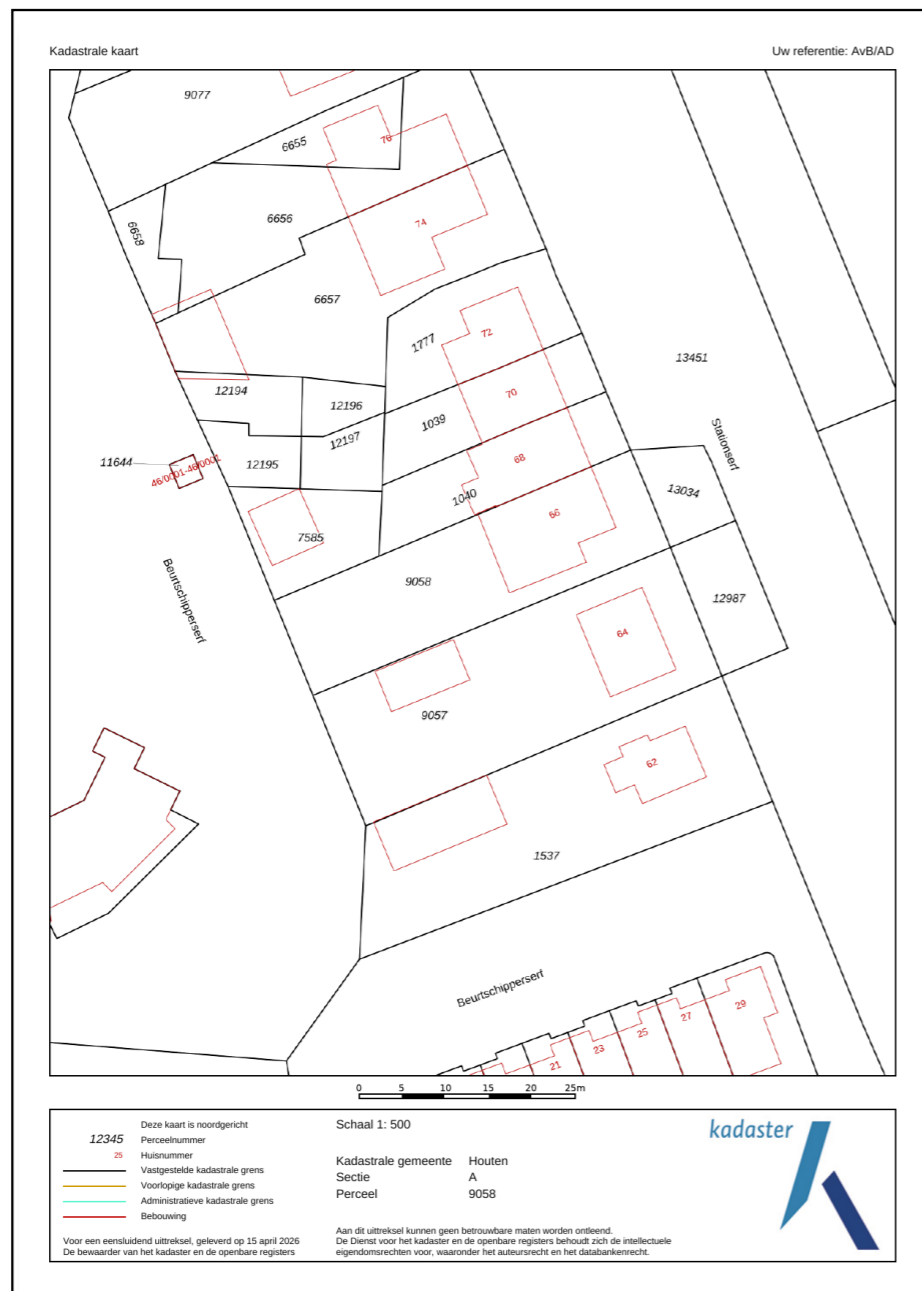 Kadastrale kaart
Uw referentie: AvB/AD
9077
6655
76
6658
6656
74
6657
1777
72
13451
12194
12196
70
1039
12197
Stationserf
11644
46/0001-46/0001
12195
68
13034
1040
66
7585
Beurtschipperserf
9058
12987
64
9057
62
1537
Beurtschipperserf
21
23
25
27
29
0 5 10 15 20 25m
Deze kaart is noordgericht
12345 Perceelnummer
25 Huisnummer
Vastgestelde kadastrale grens
Voorlopige kadastrale grens
Administratieve kadastrale grens
Bebouwing
Voor een eensluidend uittreksel, geleverd op 15 april 2026
De bewaarder van het kadaster en de openbare registers
Schaal 1: 500
Kadastrale gemeente Houten
Sectie A
Perceel 9058
Aan dit uittreksel kunnen geen betrouwbare maten worden ontleend.
De Dienst voor het kadaster en de openbare registers behoudt zich de intellectuele
eigendomsrechten voor, waaronder het auteursrecht en het databankenrecht.
kadaster